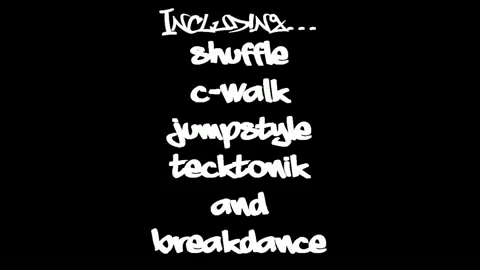 Including...
shuffle
c-walk
jumpstyle
tecktonik
and
breakdance